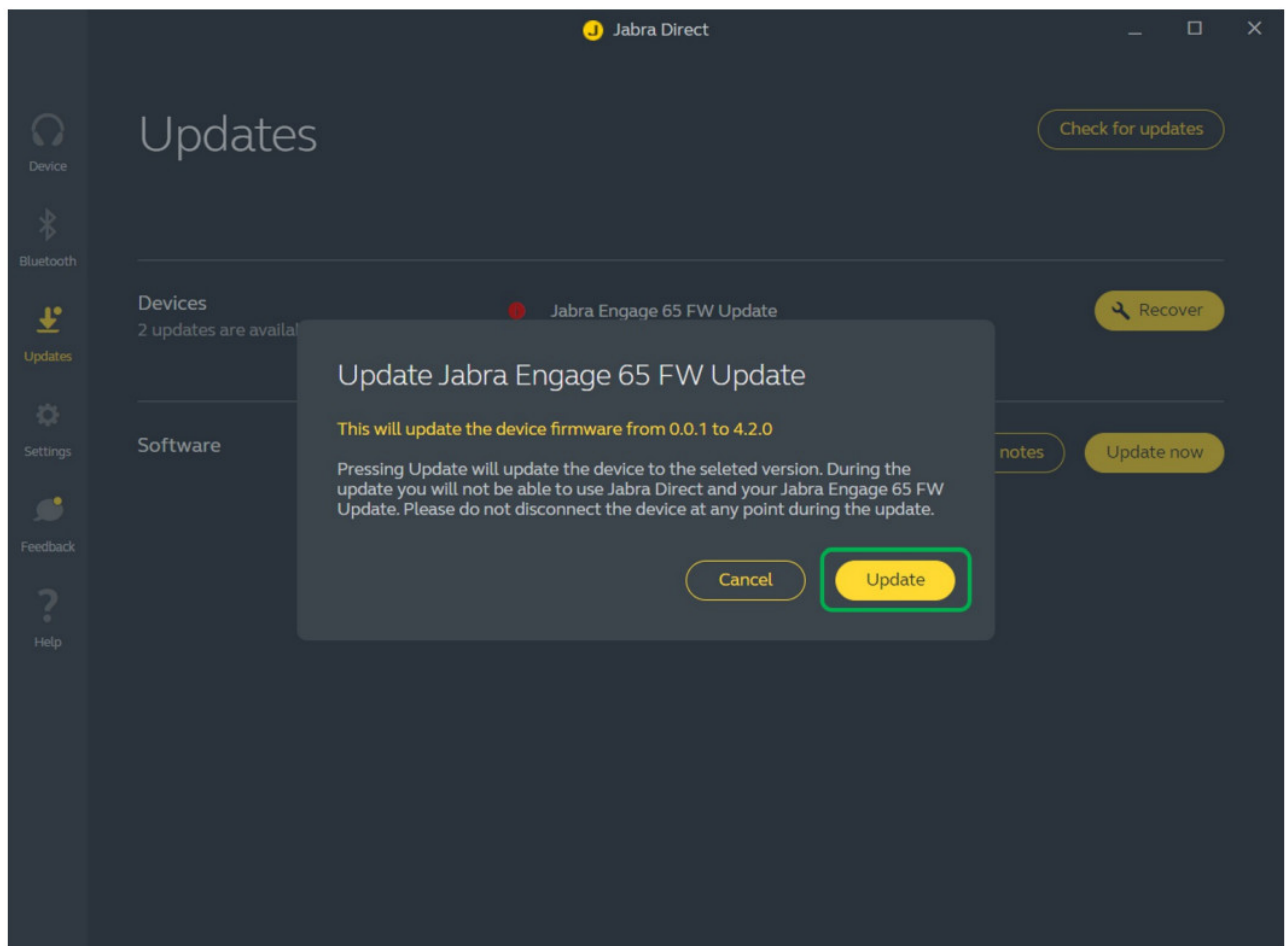 Jabra Direct
Updates
Check for updates
Device
Bluetooth
Updates
Settings
Feedback
Help
Devices
2 updates are
Jabra Engage 65 FW Update
Recover
Update Jabra Engage 65 FW Update
This will update the device firmware from 0.0.1 to 4.2.0
Pressing Update will update the device to the seleted version. During the
update you will not be able to use Jabra Direct and your Jabra Engage 65 FW
Update. Please do not disconnect the device at any point during the update.
Cancel
Update
Software
notes
Update now